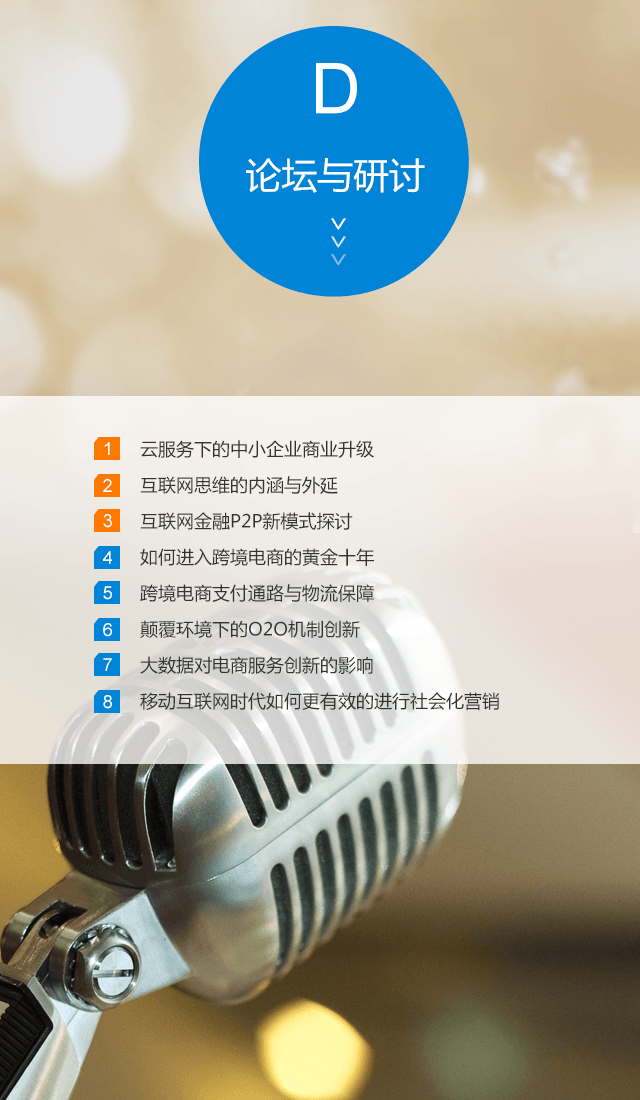 D
论坛与研讨
1 云服务下的中小企业商业升级
2 互联网思维的内涵与外延
3 互联网金融P2P新模式探讨
4 如何进入跨境电商的黄金十年
5 跨境电商支付通路与物流保障
6 颠覆环境下的O2O机制创新
7 大数据对电商服务创新的影响
8 移动互联网时代如何更有效的进行社会化营销